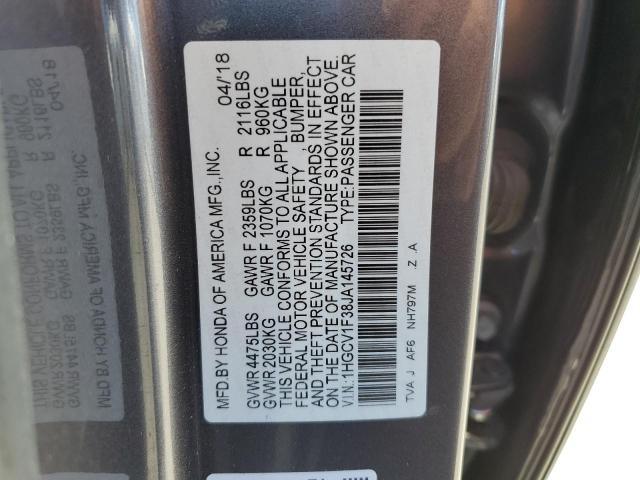 MFD.BY HONDA OF AMERICA MFG.,INC. 04/18
GVWR 4475LBS GAWR F 2359LBS R 2116LBS
GVWR 2030KG GAWR F 1070KG R 960KG
THIS VEHICLE CONFORMS TO ALL APPLICABLE
FEDERAL MOTOR VEHICLE SAFETY, BUMPER,
AND THEFT PREVENTION STANDARDS IN EFFECT
ON THE DATE OF MANUFACTURE SHOWN ABOVE.
V.I.N.:1HGCV1F38JA145726 TYPE:PASSENGER CAR
TVA J AF6 NH797M .Z .A